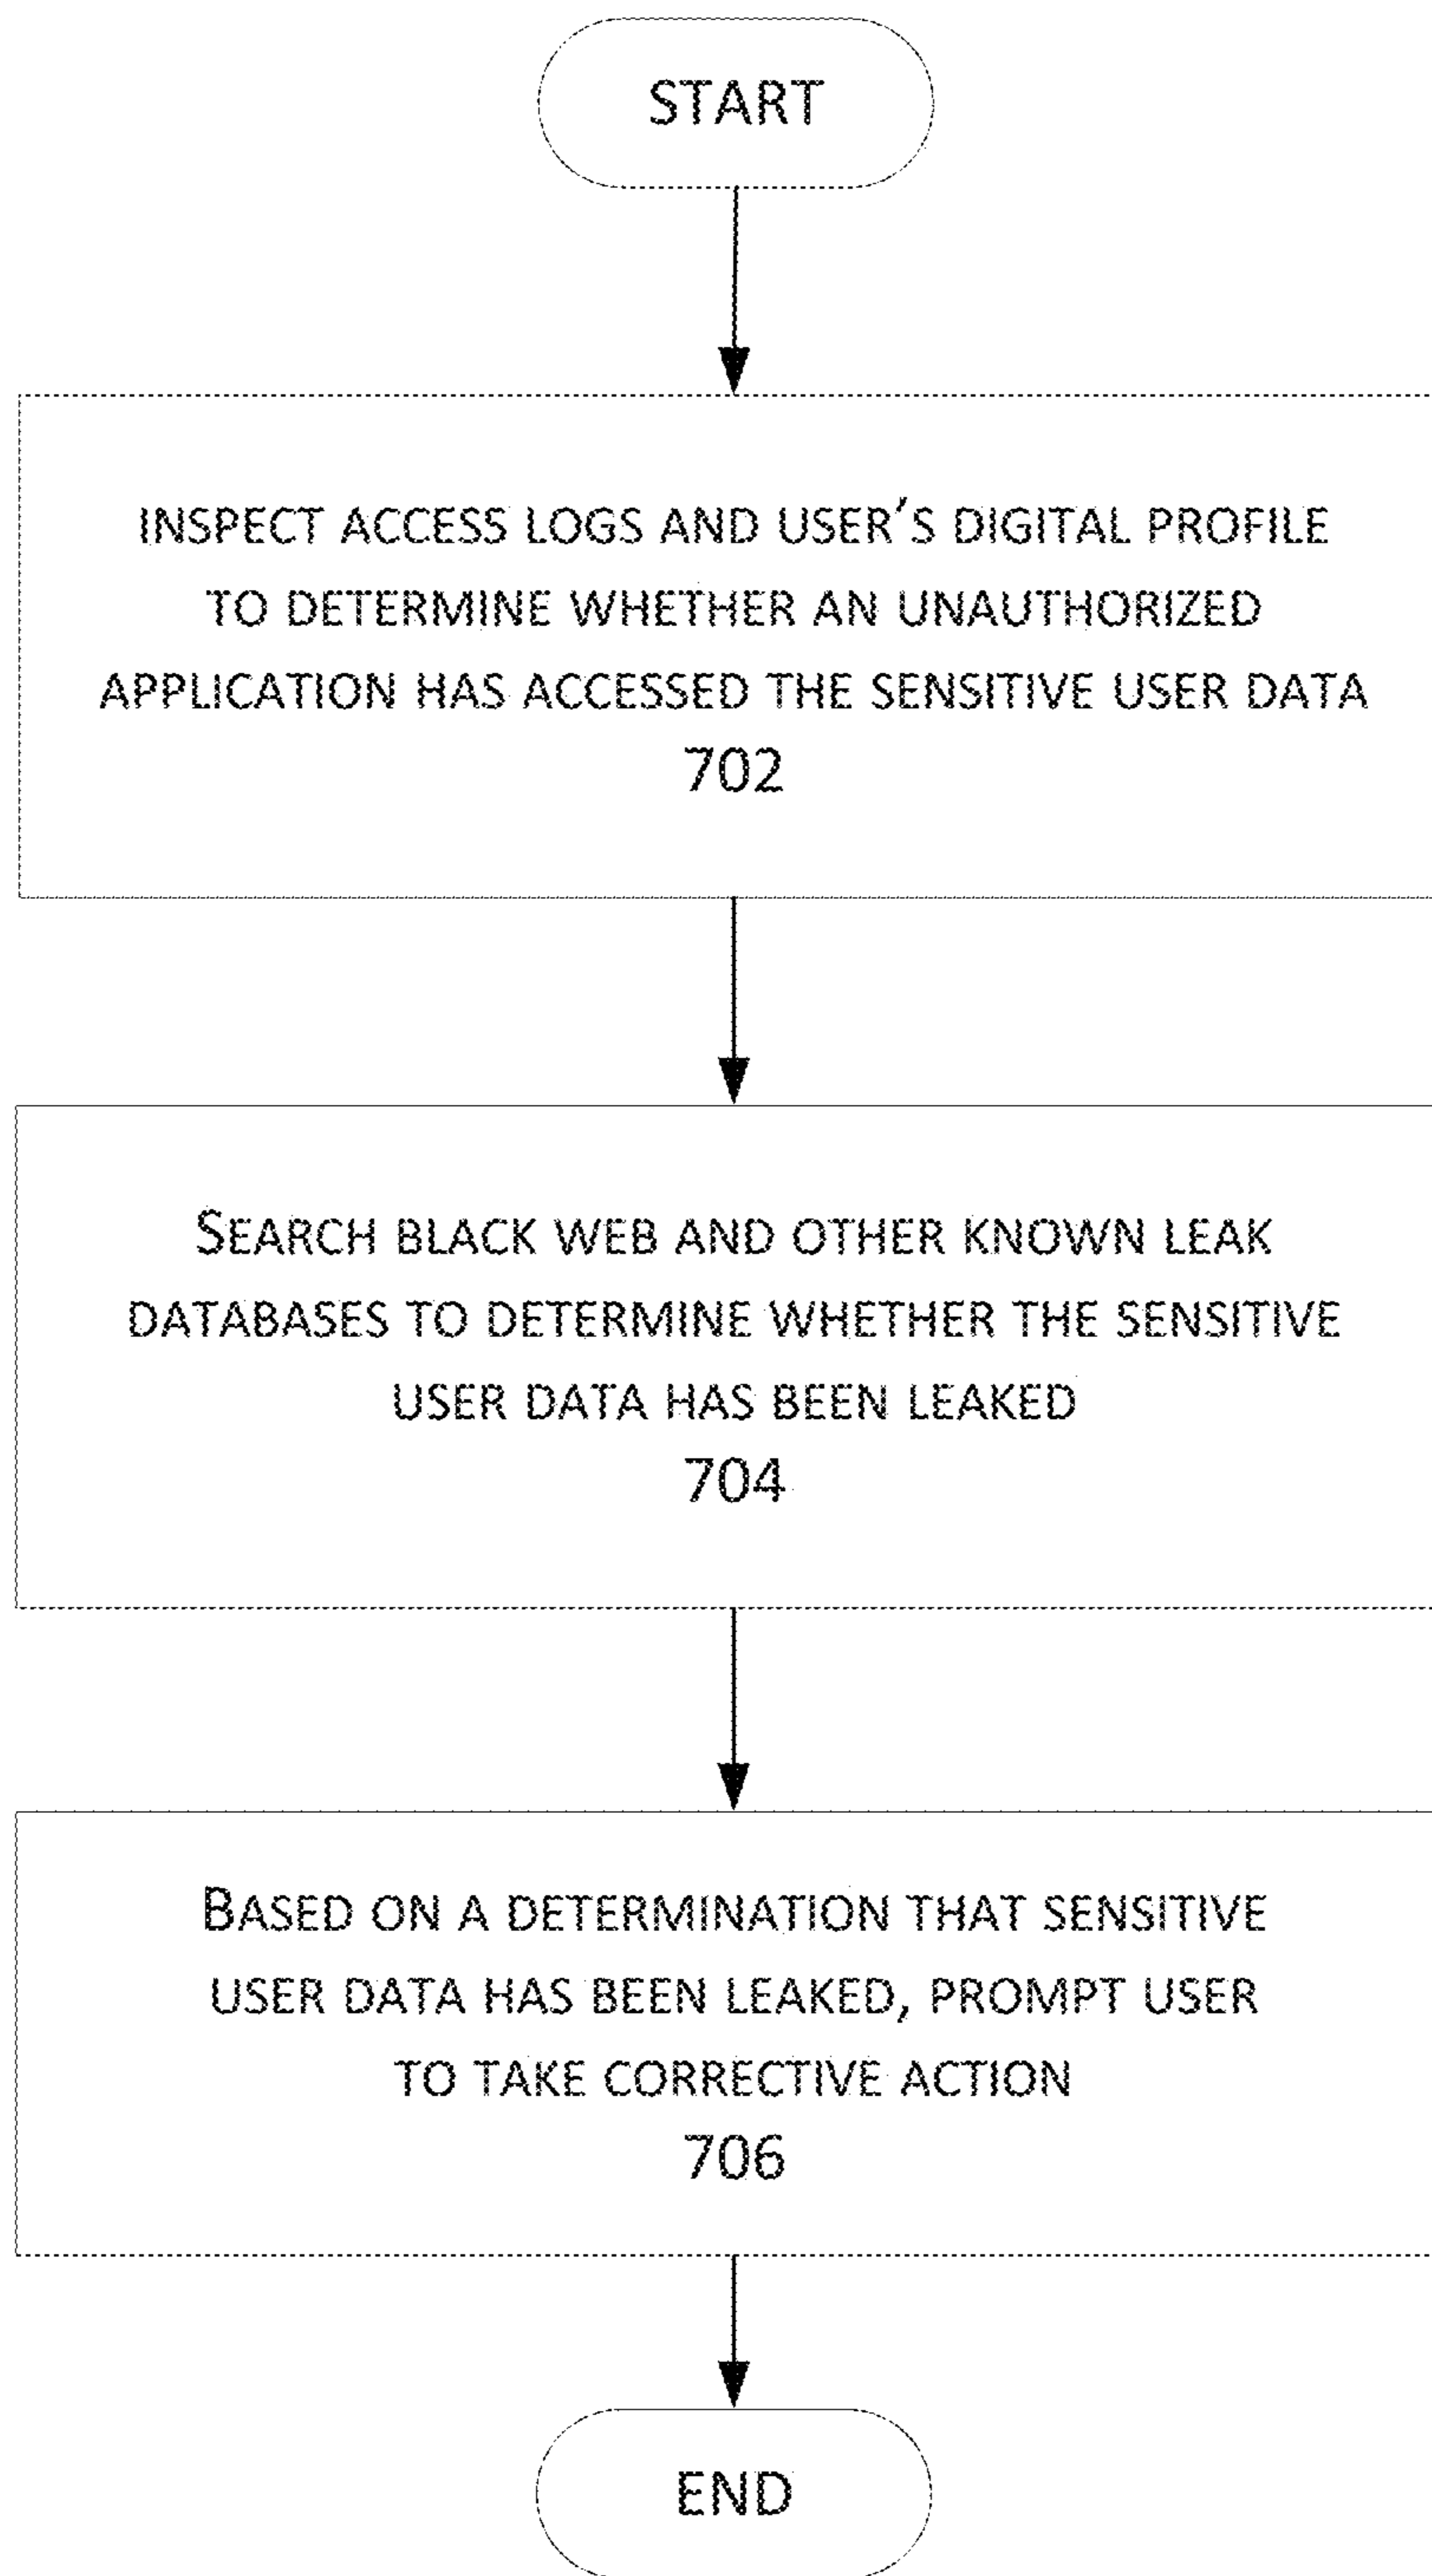 START
INSPECT ACCESS LOGS AND USER'S DIGITAL PROFILE
TO DETERMINE WHETHER AN UNAUTHORIZED
APPLICATION HAS ACCESSED THE SENSITIVE USER DATA
702
SEARCH BLACK WEB AND OTHER KNOWN LEAK
DATABASES TO DETERMINE WHETHER THE SENSITIVE
USER DATA HAS BEEN LEAKED
704
BASED ON A DETERMINATION THAT SENSITIVE
USER DATA HAS BEEN LEAKED, PROMPT USER
TO TAKE CORRECTIVE ACTION
706
END